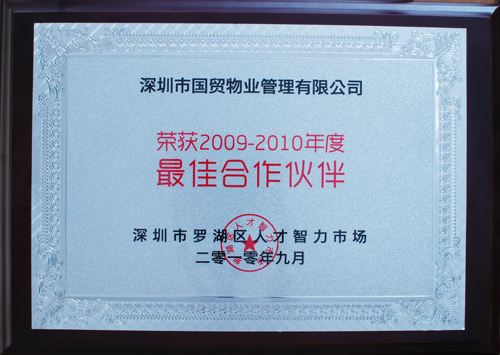 深圳市国贸物业管理有限公司
荣获2009-2010年度
最佳合作伙伴
深圳市罗湖区人才智力市场
二零一零年九月